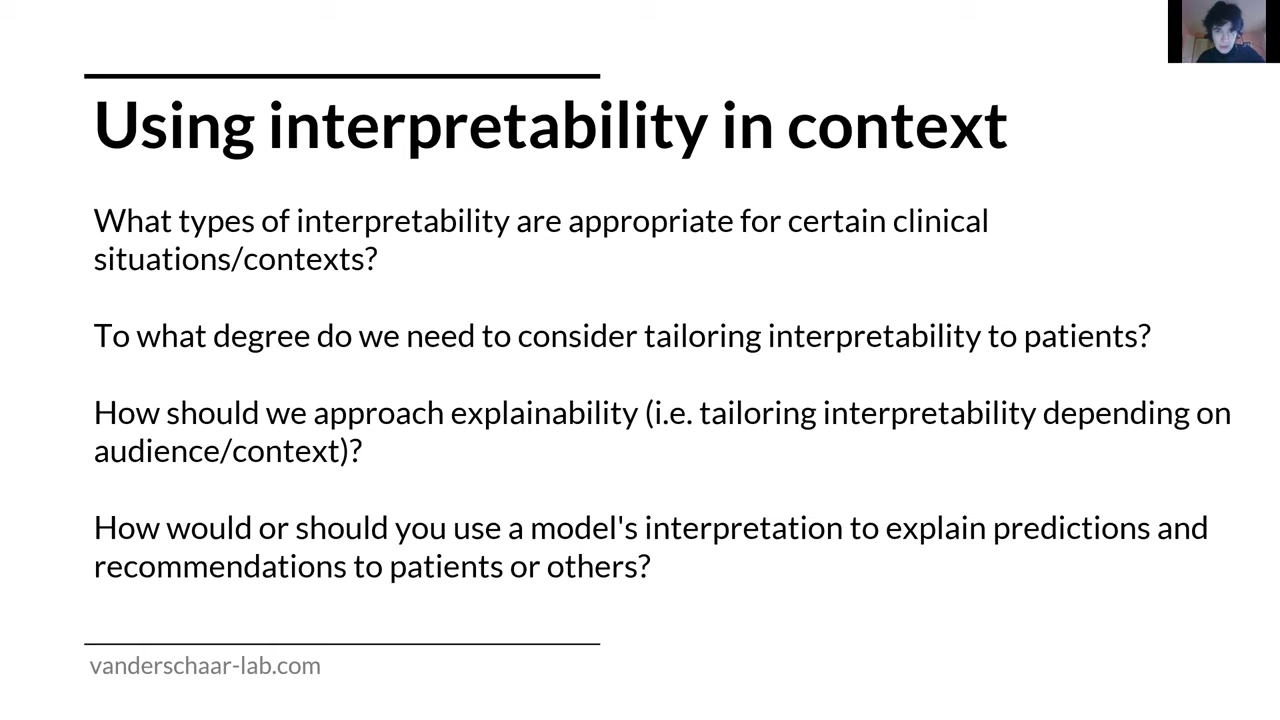 Using interpretability in context
What types of interpretability are appropriate for certain clinical
situations/contexts?
To what degree do we need to consider tailoring interpretability to patients?
How should we approach explainability (i.e. tailoring interpretability depending on
audience/context)?
How would or should you use a model's interpretation to explain predictions and
recommendations to patients or others?
vanderschaar-lab.com